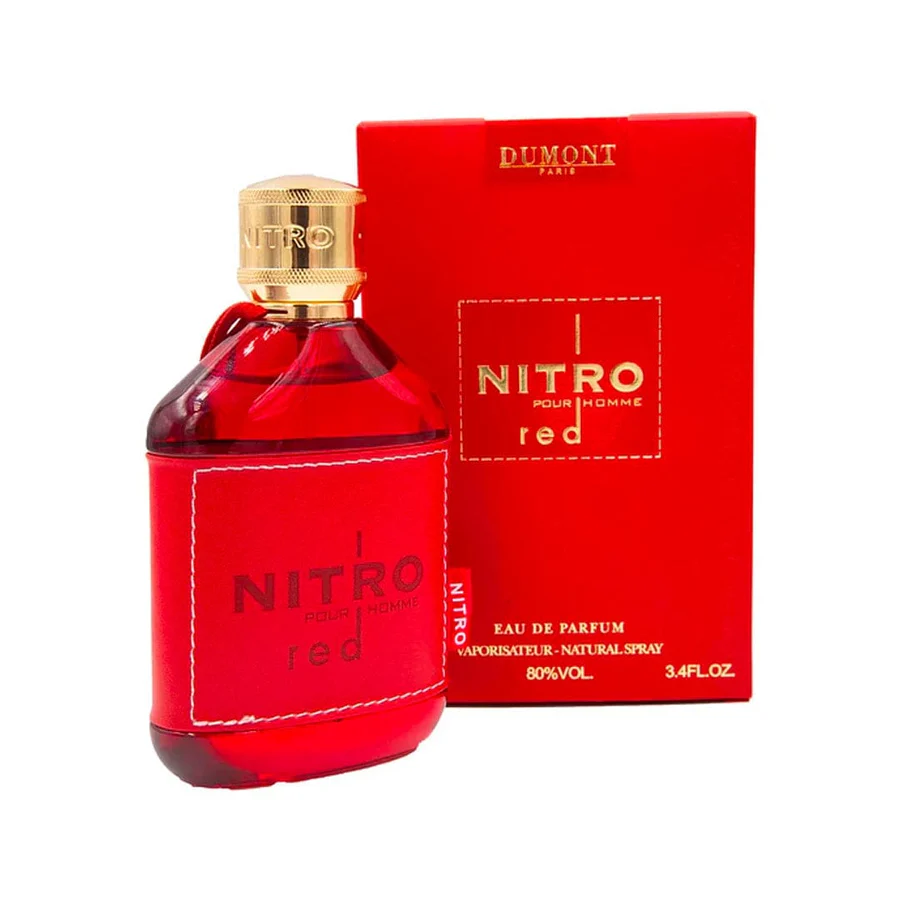 NITRO
NITRO
POUR HOMME
red
NITRO
DUMONT
PARIS
NITRO
POUR HOMME
red
EAU DE PARFUM
VAPORISATEUR - NATURAL SPRAY
80%VOL.
3.4FL.OZ.